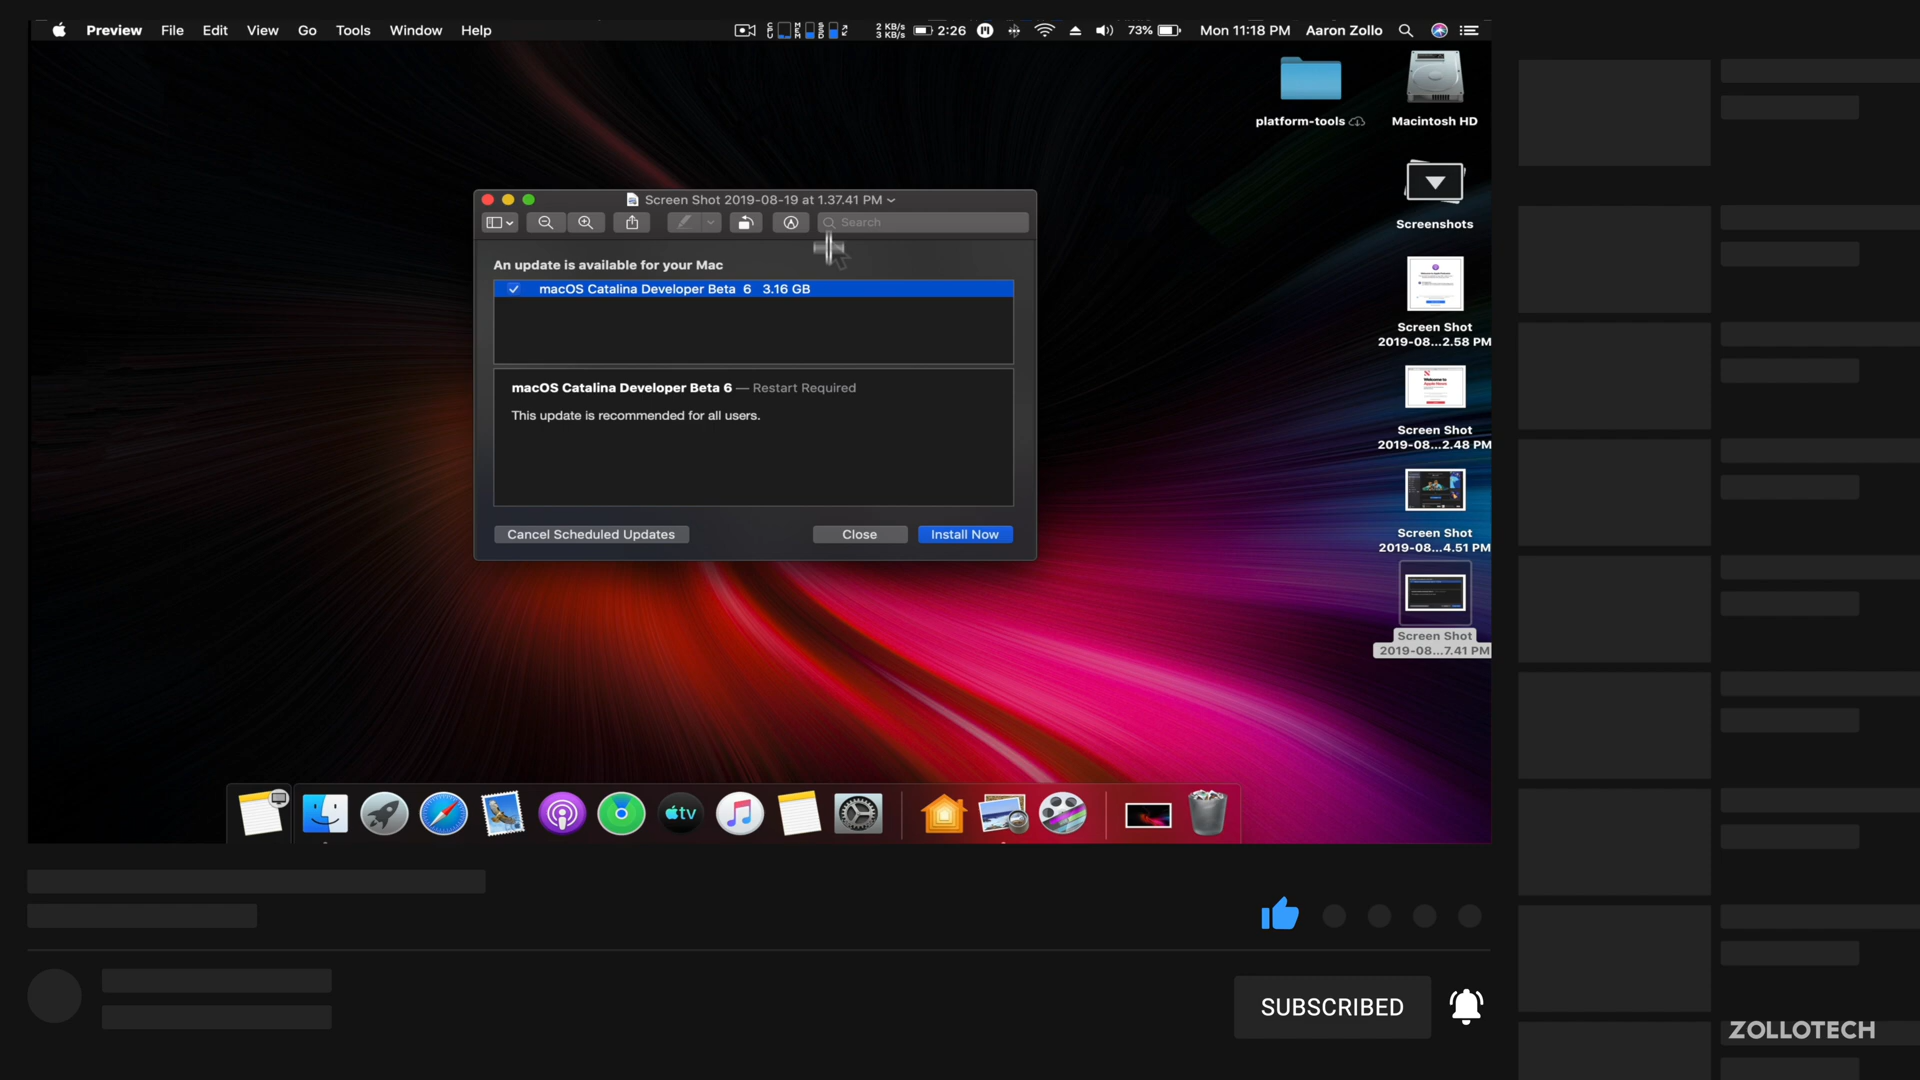 Preview File Edit View Go Tools Window Help
2 KB/s
3 KB/s
2:26
73%
Mon 11:18 PM Aaron Zollo
platform-tools
Macintosh HD
Screenshots
Screen Shot
2019-08...2.58 PM
Screen Shot
2019-08...2.48 PM
Screen Shot
2019-08...4.51 PM
Screen Shot
2019-08...7.41 PM
Screen Shot 2019-08-19 at 1.37.41 PM
Search
An update is available for your Mac
macOS Catalina Developer Beta 6 3.16 GB
macOS Catalina Developer Beta 6 — Restart Required
This update is recommended for all users.
Cancel Scheduled Updates
Close
Install Now
tv
SUBSCRIBED
ZOLLOTECH